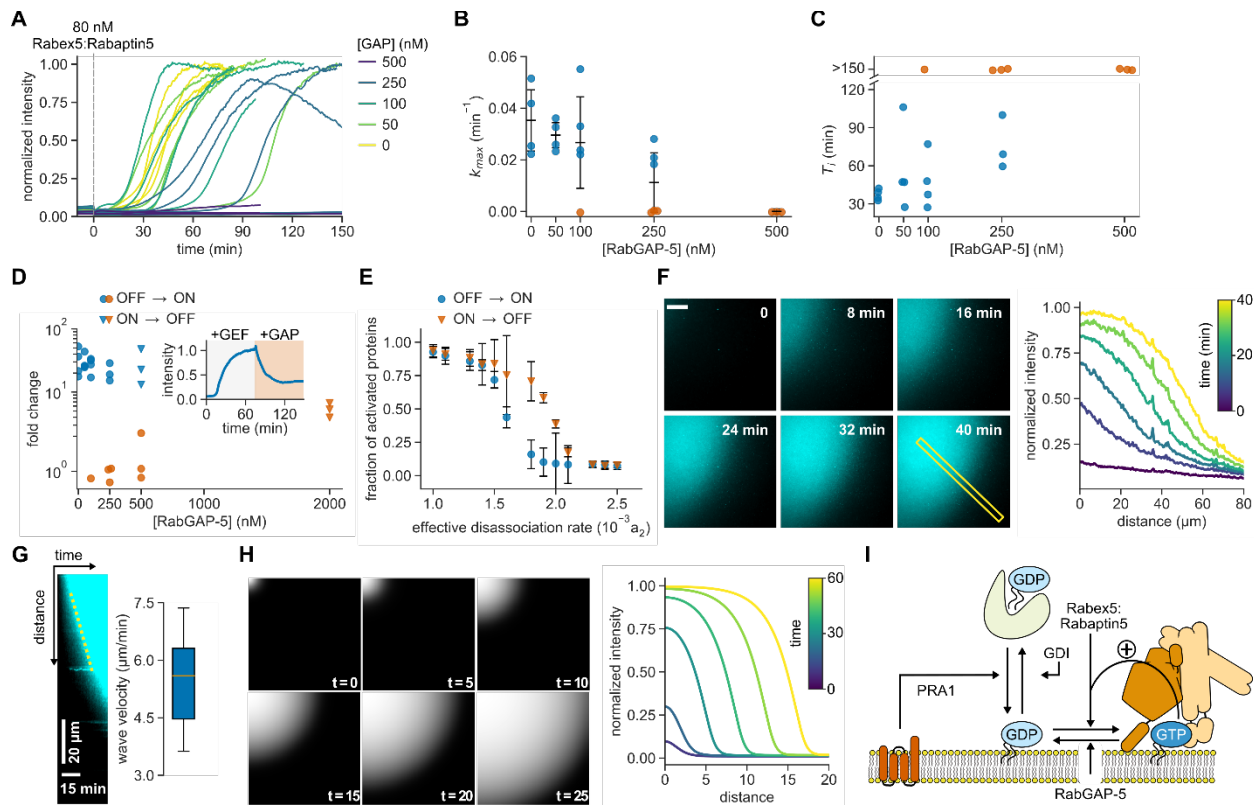 A
80 nM
Rabex5:Rabaptin5
[GAP] (nM)
500
250
100
50
0
normalized intensity
1.00
0.75
0.50
0.25
0.00
0 30 60 90 120 150
time (min)
B
k_max (min⁻¹)
0.06
0.04
0.02
0.00
0 50 100 250 500
[RabGAP-5] (nM)
C
T_i (min)
>150
120
90
60
30
0 50 100 250 500
[RabGAP-5] (nM)
D
OFF → ON
ON → OFF
fold change
10²
10¹
10⁰
0 250 500 1000 2000
[RabGAP-5] (nM)
+GEF +GAP
intensity
1.0
0.5
0.0
0 50 100
time (min)
E
OFF → ON
ON → OFF
fraction of activated proteins
1.00
0.75
0.50
0.25
0.00
1.0 1.5 2.0 2.5
effective disassociation rate (10⁻³a₂)
F
0
8 min
16 min
24 min
32 min
40 min
normalized intensity
1.00
0.75
0.50
0.25
0 20 40 60 80
distance (µm)
time (min)
40
20
0
G
time
distance
20 µm
15 min
wave velocity (µm/min)
7.5
6.0
4.5
3.0
H
t=0
t=5
t=10
t=15
t=20
t=25
normalized intensity
1.00
0.75
0.50
0.25
0.00
0 5 10 15 20
distance
time
60
30
0
I
GDP
Rabex5:
Rabaptin5
GDI
PRA1
+
GDP
GTP
RabGAP-5